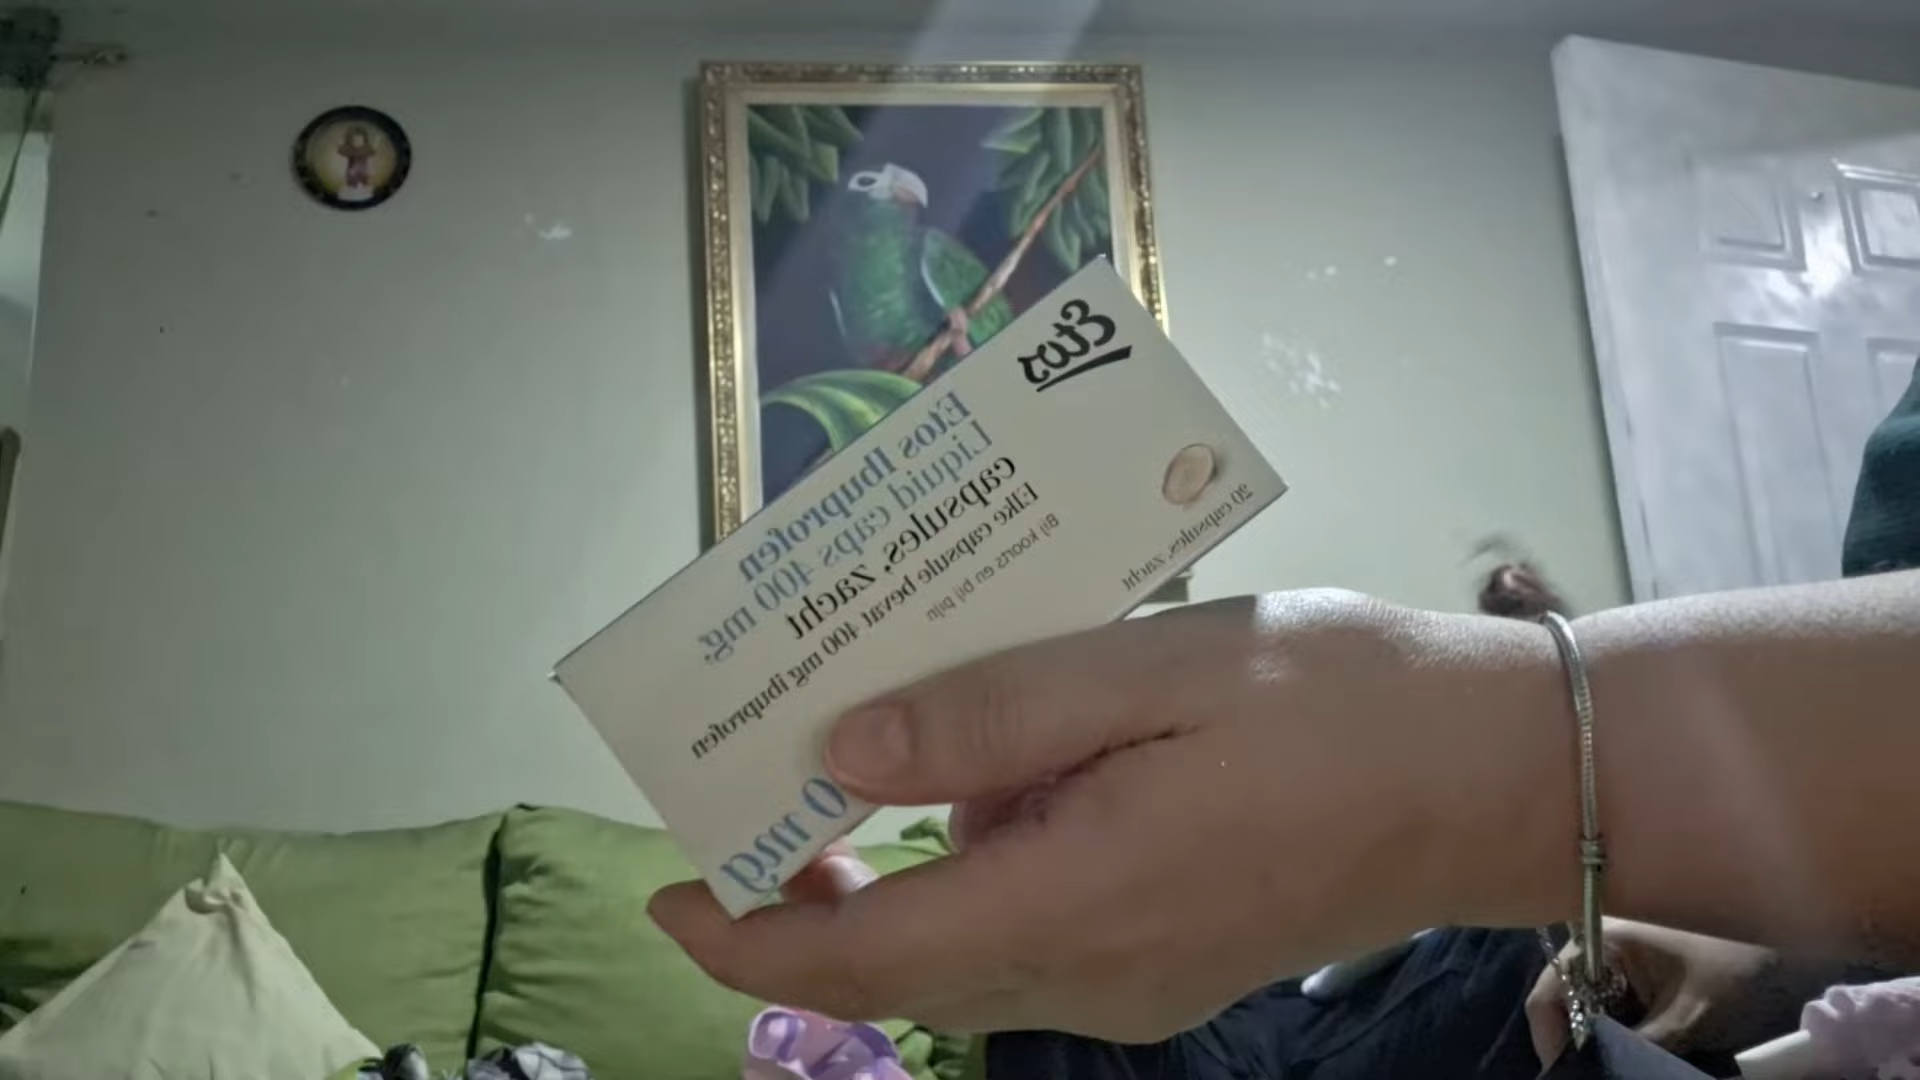 Etos
Etos Ibuprofen
Liquid caps 400 mg,
capsules, zacht
Elke capsule bevat 400 mg ibuprofen
Bij koorts en bij pijn
20 capsules, zacht
0 mg